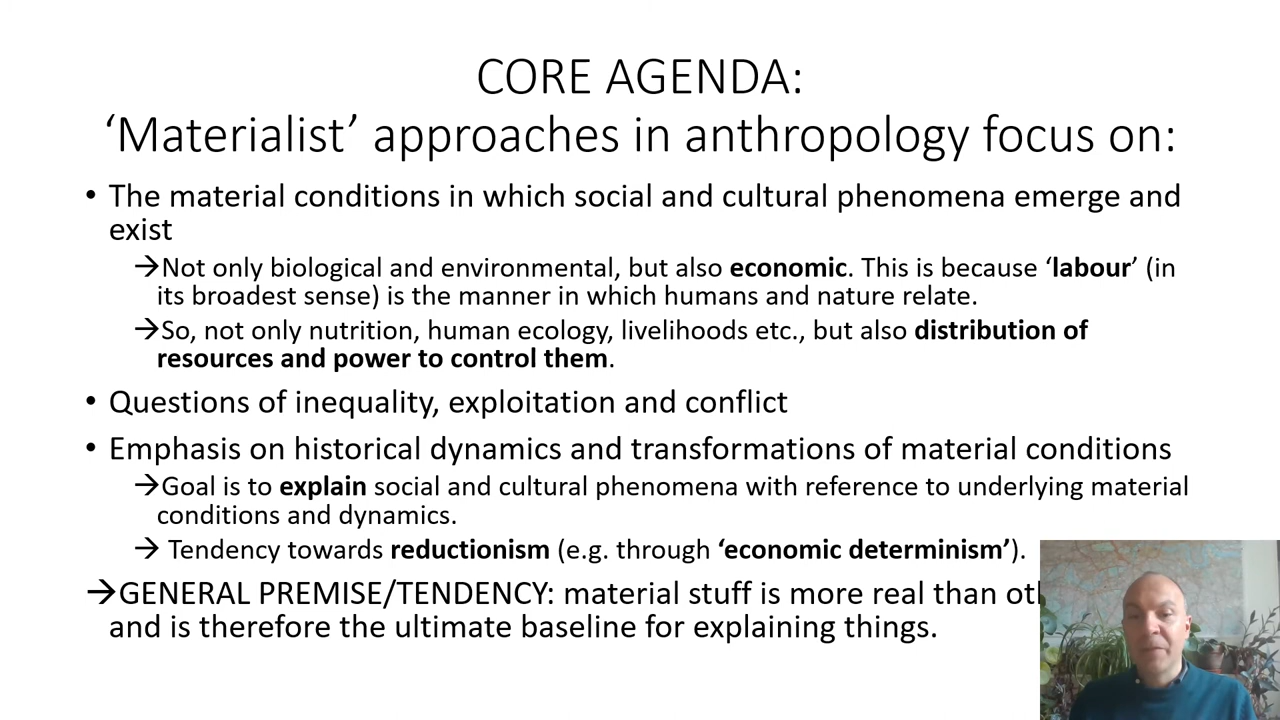 CORE AGENDA:
‘Materialist’ approaches in anthropology focus on:
• The material conditions in which social and cultural phenomena emerge and
exist
→Not only biological and environmental, but also economic. This is because ‘labour’ (in
its broadest sense) is the manner in which humans and nature relate.
→So, not only nutrition, human ecology, livelihoods etc., but also distribution of
resources and power to control them.
• Questions of inequality, exploitation and conflict
• Emphasis on historical dynamics and transformations of material conditions
→Goal is to explain social and cultural phenomena with reference to underlying material
conditions and dynamics.
→ Tendency towards reductionism (e.g. through ‘economic determinism’).
→GENERAL PREMISE/TENDENCY: material stuff is more real than
and is therefore the ultimate baseline for explaining things.